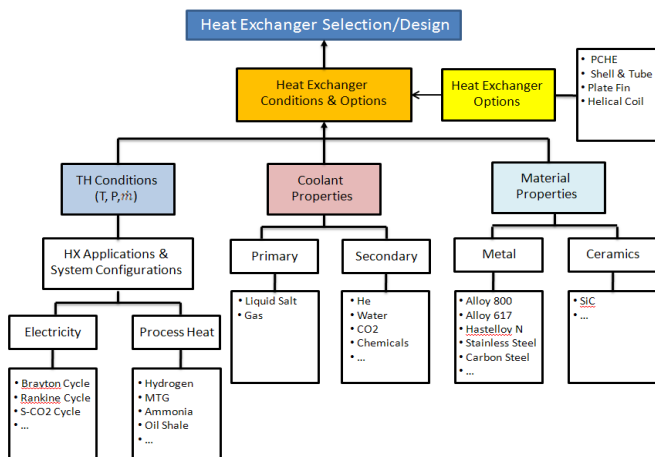 Heat Exchanger Selection/Design
Heat Exchanger
Conditions & Options
Heat Exchanger
Options
• PCHE
• Shell & Tube
• Plate Fin
• Helical Coil
TH Conditions
(T, P,ṁ)
Coolant
Properties
Material
Properties
HX Applications &
System Configurations
Primary
Secondary
Metal
Ceramics
• Liquid Salt
• Gas
• He
• Water
• CO2
• Chemicals
• ...
• Alloy 800
• Alloy 617
• Hastelloy N
• Stainless Steel
• Carbon Steel
• ...
• SiC
• ...
Electricity
Process Heat
• Brayton Cycle
• Rankine Cycle
• S-CO2 Cycle
• ...
• Hydrogen
• MTG
• Ammonia
• Oil Shale
• ...